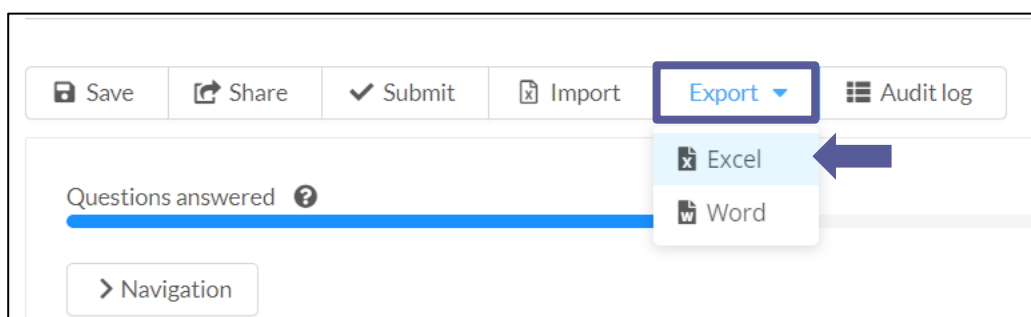 Save Share Submit Import Export Audit log
Excel
Questions answered
Word
Navigation